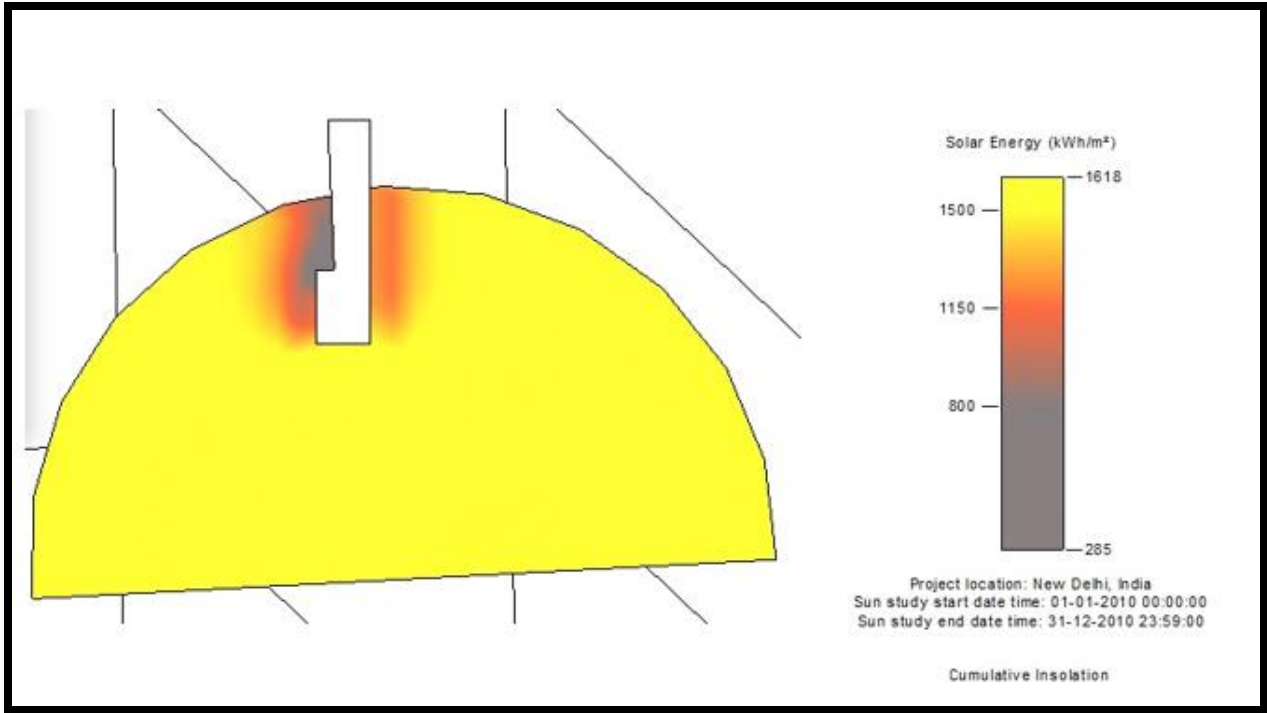 Solar Energy (kWh/m²)
1618
1500
1150
800
285
Project location: New Delhi, India
Sun study start date time: 01-01-2010 00:00:00
Sun study end date time: 31-12-2010 23:59:00
Cumulative Insolation